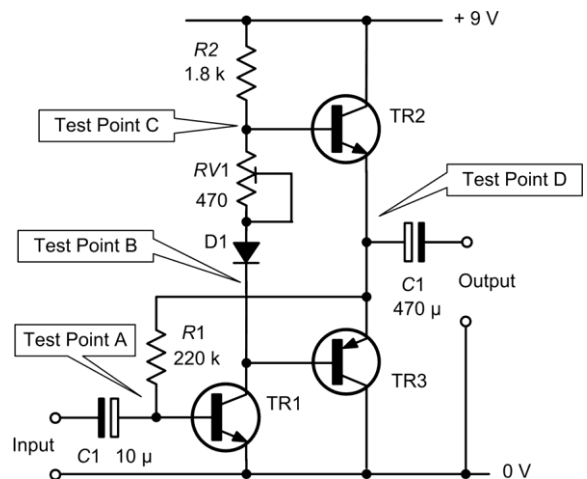 + 9 V
R2
1.8 k
Test Point C
TR2
RV1
470
Test Point D
D1
Test Point B
C1
470 µ
Output
Test Point A
R1
220 k
TR3
TR1
Input
C1 10 µ
0 V